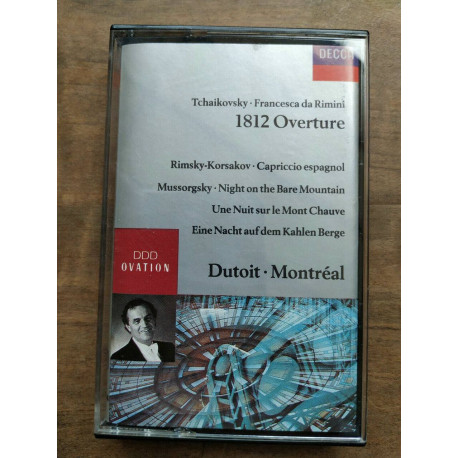 DECCA
Tchaikovsky · Francesca da Rimini
1812 Overture
Rimsky-Korsakov · Capriccio espagnol
Mussorgsky · Night on the Bare Mountain
Une Nuit sur le Mont Chauve
Eine Nacht auf dem Kahlen Berge
DDD
OVATION
Dutoit · Montréal